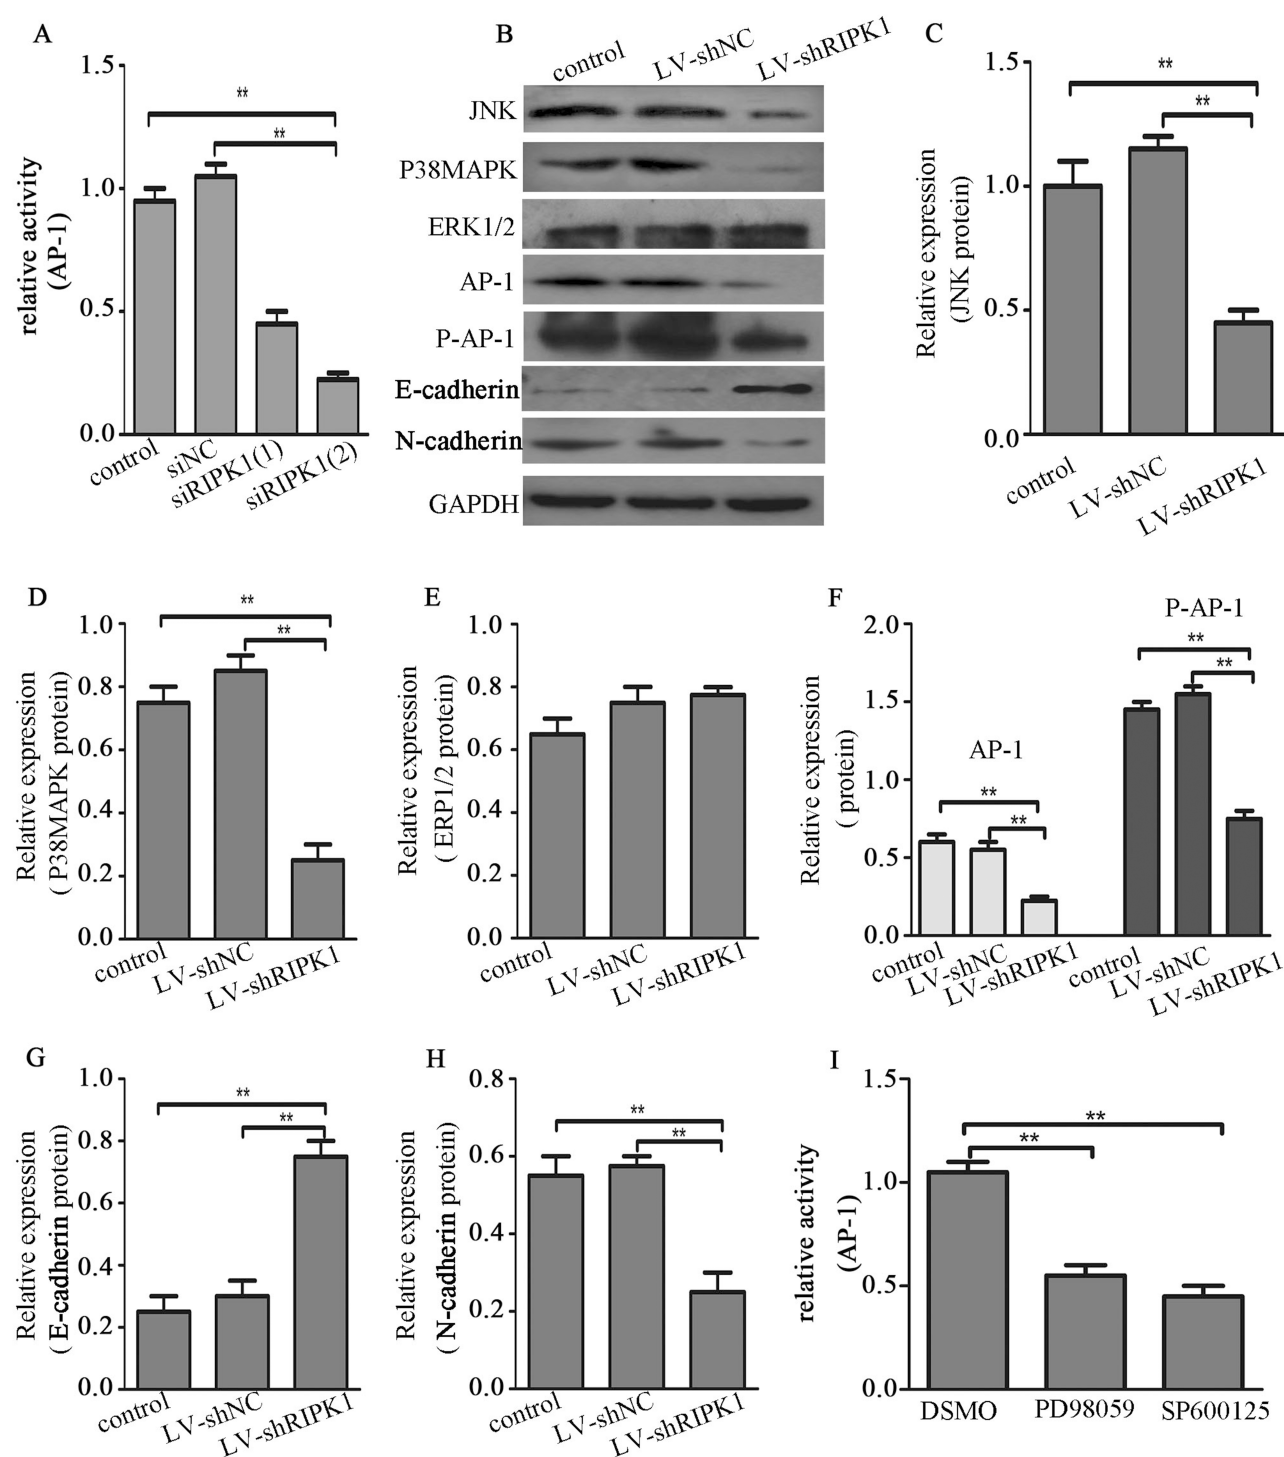 A
relative activity
(AP-1)
1.5
1.0
0.5
0.0
**
**
control
siNC
siRIPK1(1)
siRIPK1(2)
B
control
LV-shNC
LV-shRIPK1
JNK
P38MAPK
ERK1/2
AP-1
P-AP-1
E-cadherin
N-cadherin
GAPDH
C
Relative expression
(JNK protein)
1.5
1.0
0.5
0.0
**
**
control
LV-shNC
LV-shRIPK1
D
Relative expression
( P38MAPK protein)
1.0
0.8
0.6
0.4
0.2
0.0
**
**
control
LV-shNC
LV-shRIPK1
E
Relative expression
( ERP1/2 protein)
1.0
0.8
0.6
0.4
0.2
0.0
control
LV-shNC
LV-shRIPK1
F
Relative expression
( protein)
2.0
1.5
1.0
0.5
0.0
AP-1
**
**
P-AP-1
**
**
control
LV-shNC
LV-shRIPK1
control
LV-shNC
LV-shRIPK1
G
Relative expression
( E-cadherin protein)
1.0
0.8
0.6
0.4
0.2
0.0
**
**
control
LV-shNC
LV-shRIPK1
H
Relative expression
( N-cadherin protein)
0.8
0.6
0.4
0.2
0.0
**
**
control
LV-shNC
LV-shRIPK1
I
relative activity
(AP-1)
1.5
1.0
0.5
0.0
**
**
DSMO
PD98059
SP600125